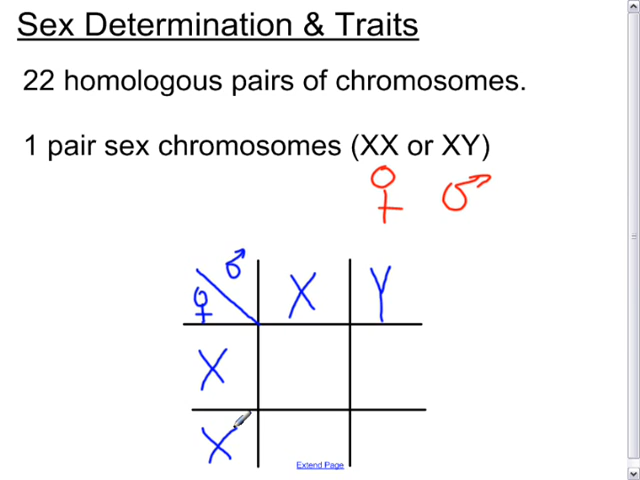 Sex Determination & Traits
22 homologous pairs of chromosomes.
1 pair sex chromosomes (XX or XY)
♀ ♂
♂
♀ X Y
X
X
Extend Page